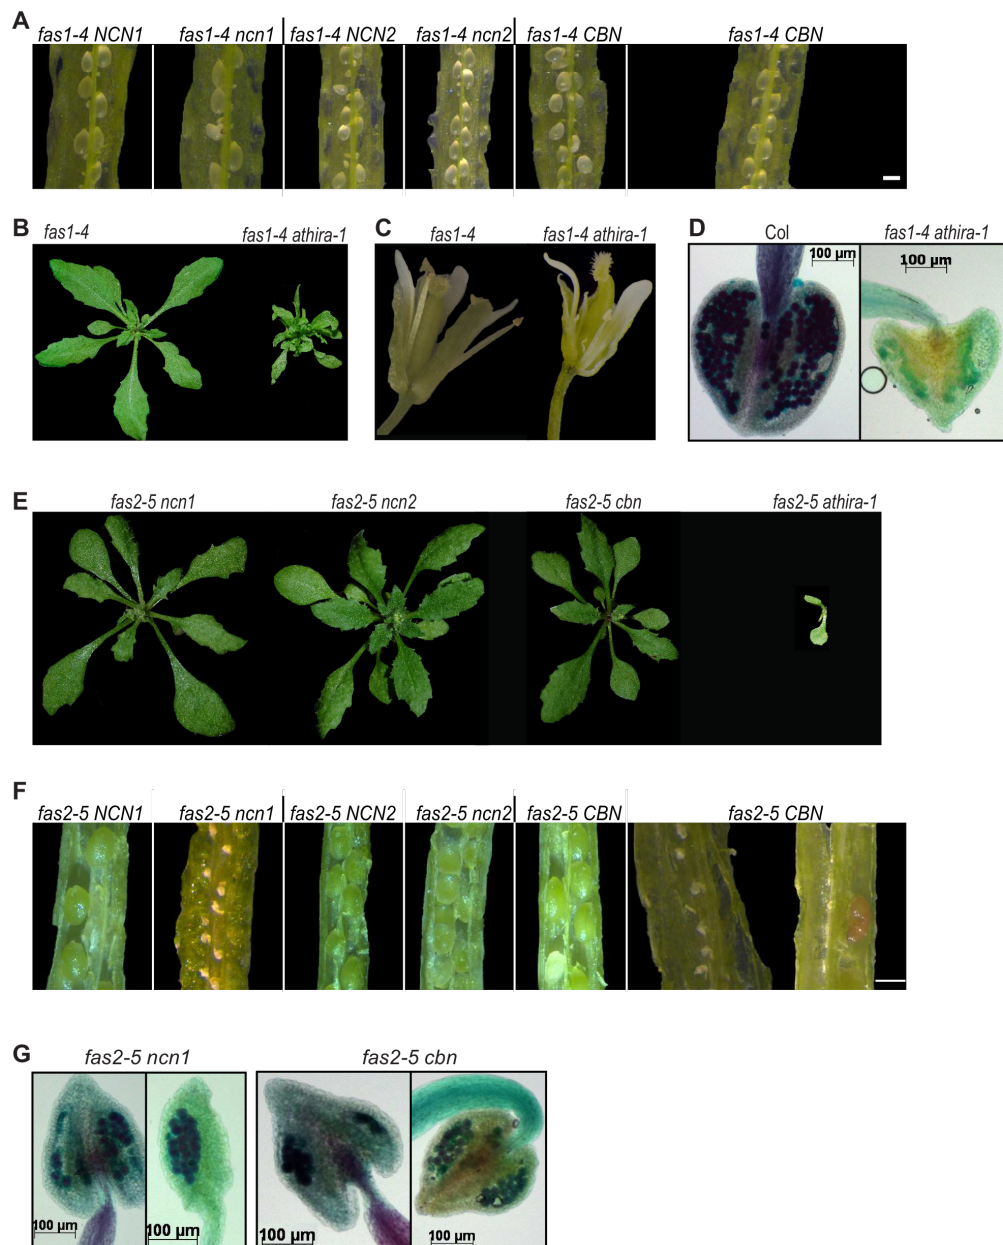 A
fas1-4 NCN1 fas1-4 ncn1 fas1-4 NCN2 fas1-4 ncn2 fas1-4 CBN fas1-4 CBN
B fas1-4 fas1-4 athira-1
C fas1-4 fas1-4 athira-1
D Col fas1-4 athira-1
100 µm
100 µm
E
fas2-5 ncn1 fas2-5 ncn2 fas2-5 cbn fas2-5 athira-1
F
fas2-5 NCN1 fas2-5 ncn1 fas2-5 NCN2 fas2-5 ncn2 fas2-5 CBN fas2-5 CBN
G fas2-5 ncn1 fas2-5 cbn
100 µm 100 µm 100 µm 100 µm